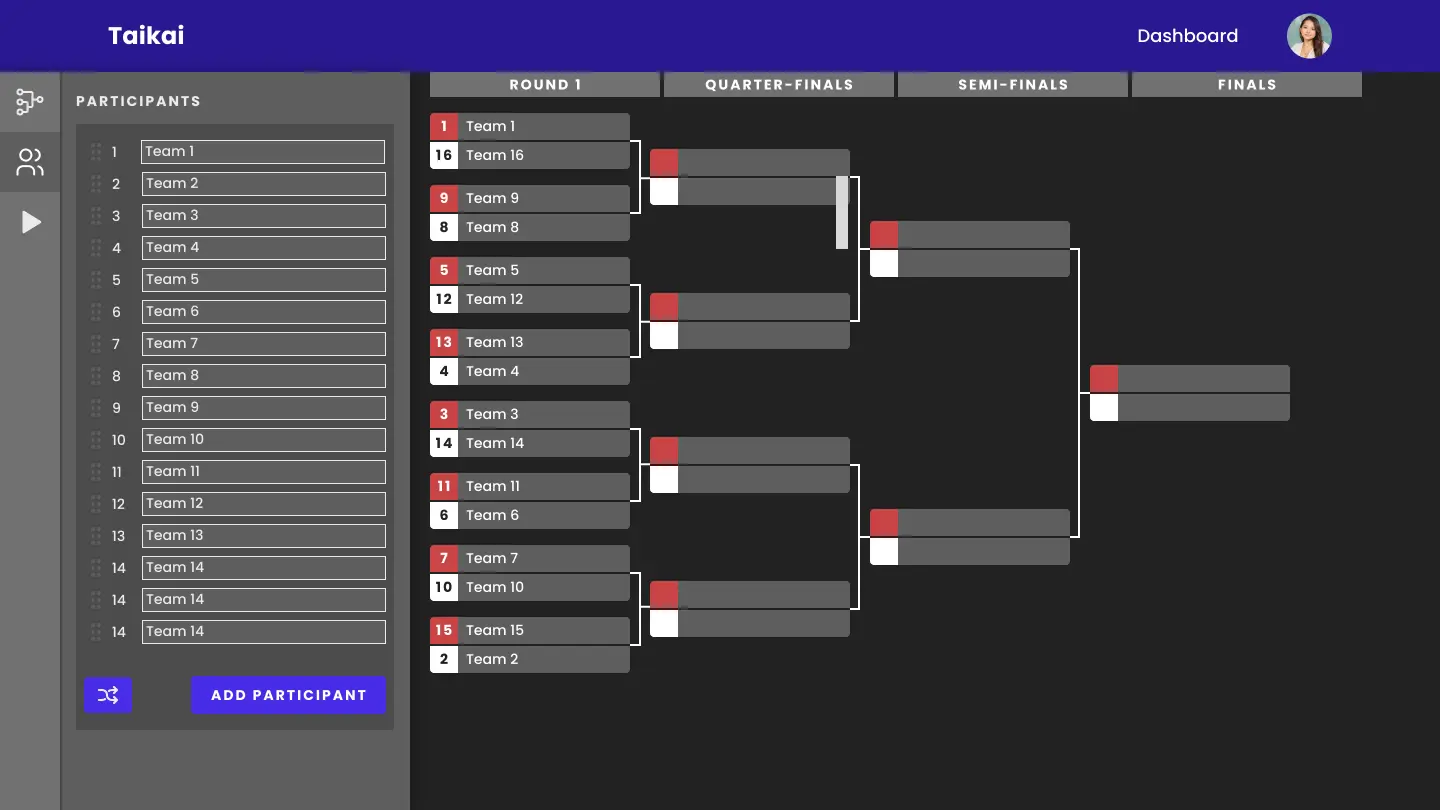 Taikai
Dashboard
PARTICIPANTS
1 Team 1
2 Team 2
3 Team 3
4 Team 4
5 Team 5
6 Team 6
7 Team 7
8 Team 8
9 Team 9
10 Team 10
11 Team 11
12 Team 12
13 Team 13
14 Team 14
14 Team 14
14 Team 14
ADD PARTICIPANT
ROUND 1
QUARTER-FINALS
SEMI-FINALS
FINALS
1 Team 1
16 Team 16
9 Team 9
8 Team 8
5 Team 5
12 Team 12
13 Team 13
4 Team 4
3 Team 3
14 Team 14
11 Team 11
6 Team 6
7 Team 7
10 Team 10
15 Team 15
2 Team 2